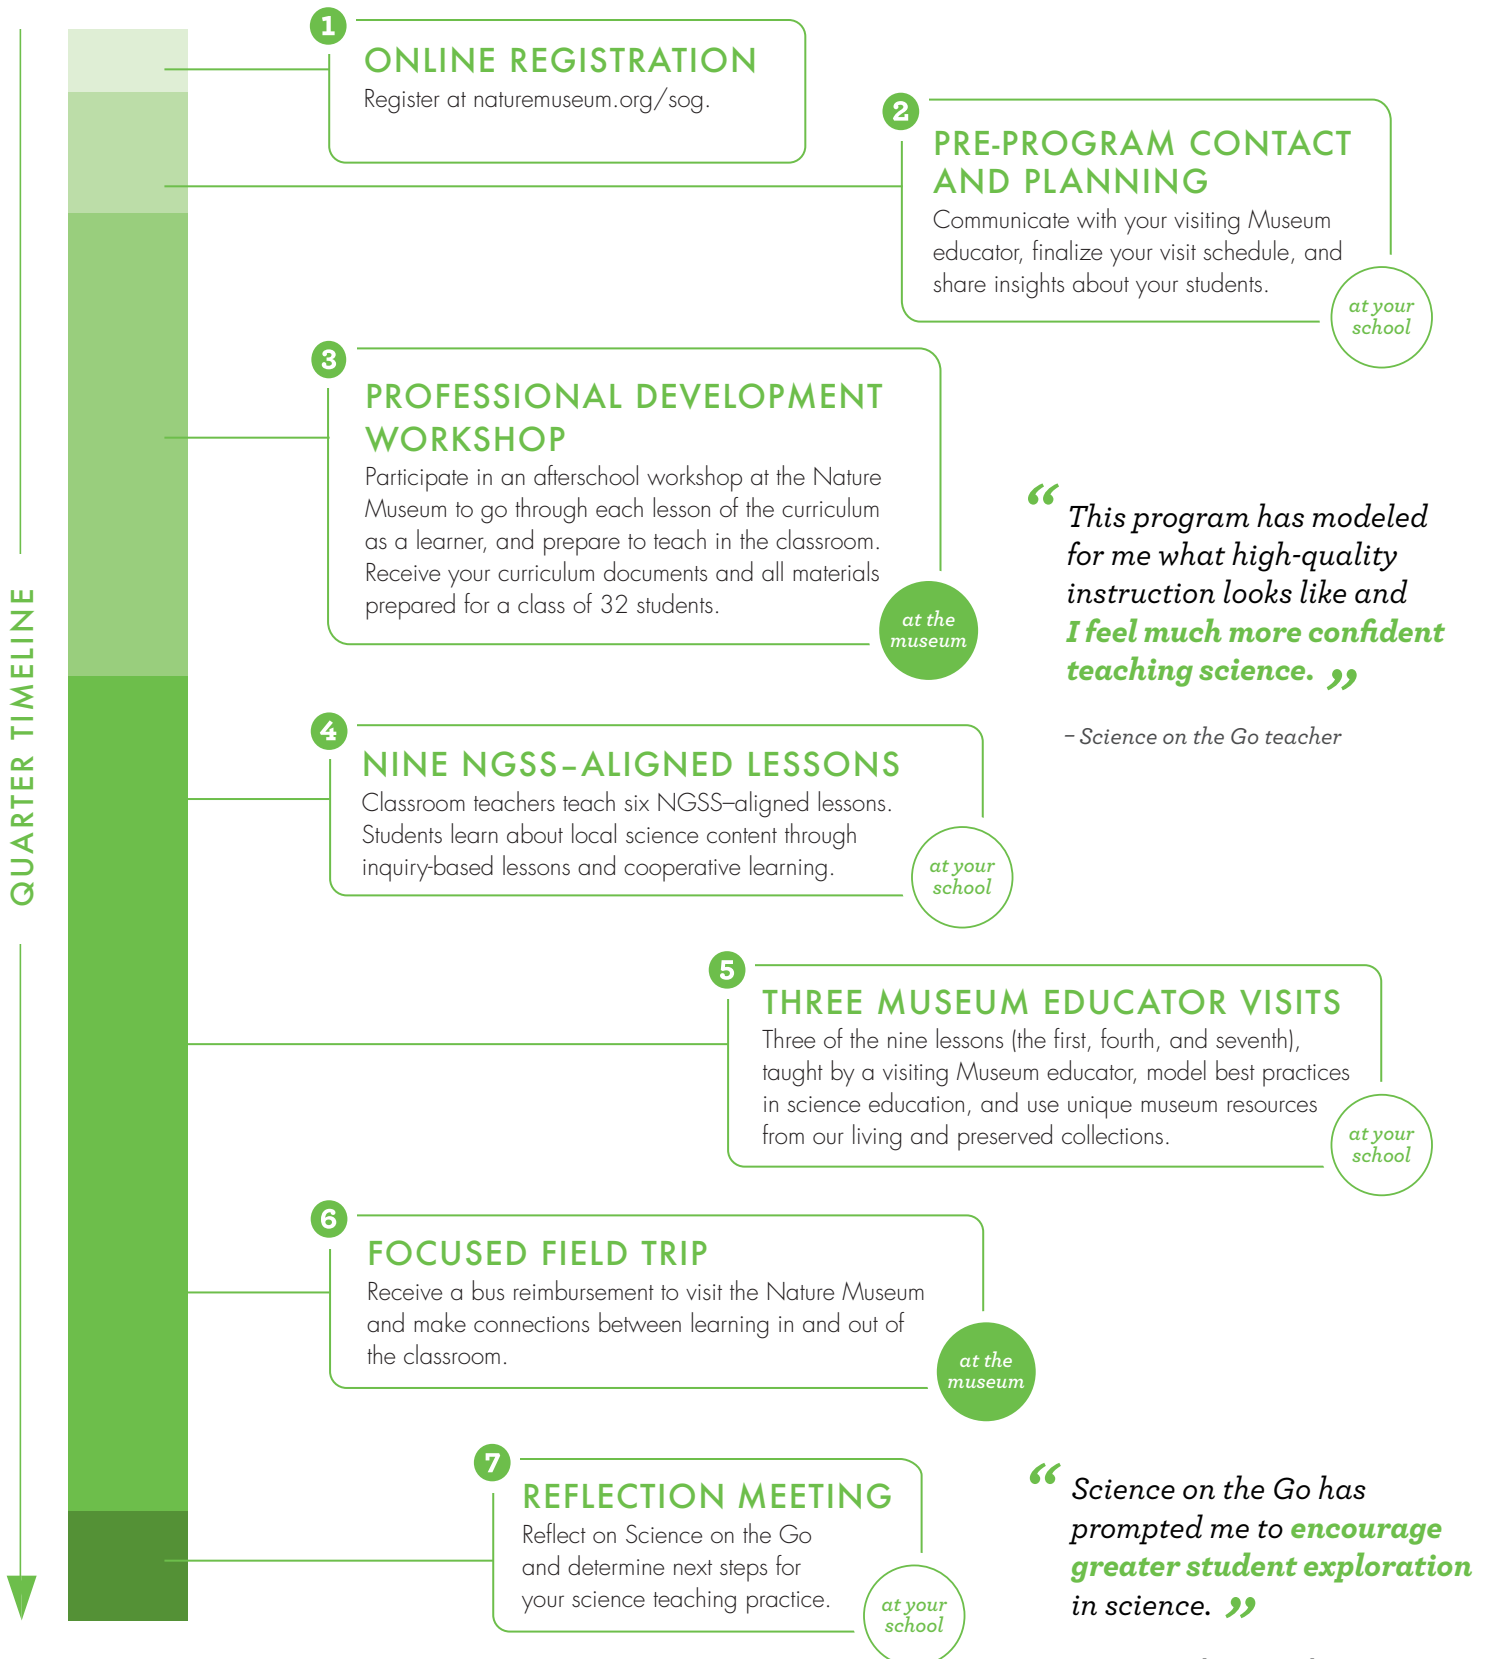 QUARTER TIMELINE
1
ONLINE REGISTRATION
Register at naturemuseum.org/sog.
2
PRE-PROGRAM CONTACT
AND PLANNING
Communicate with your visiting Museum
educator, finalize your visit schedule, and
share insights about your students.
at your
school
3
PROFESSIONAL DEVELOPMENT
WORKSHOP
Participate in an afterschool workshop at the Nature
Museum to go through each lesson of the curriculum
as a learner, and prepare to teach in the classroom.
Receive your curriculum documents and all materials
prepared for a class of 32 students.
at the
museum
“This program has modeled
for me what high-quality
instruction looks like and
I feel much more confident
teaching science.”
– Science on the Go teacher
4
NINE NGSS–ALIGNED LESSONS
Classroom teachers teach six NGSS–aligned lessons.
Students learn about local science content through
inquiry-based lessons and cooperative learning.
at your
school
5
THREE MUSEUM EDUCATOR VISITS
Three of the nine lessons (the first, fourth, and seventh),
taught by a visiting Museum educator, model best practices
in science education, and use unique museum resources
from our living and preserved collections.
at your
school
6
FOCUSED FIELD TRIP
Receive a bus reimbursement to visit the Nature Museum
and make connections between learning in and out of
the classroom.
at the
museum
7
REFLECTION MEETING
Reflect on Science on the Go
and determine next steps for
your science teaching practice.
at your
school
“Science on the Go has
prompted me to encourage
greater student exploration
in science.”